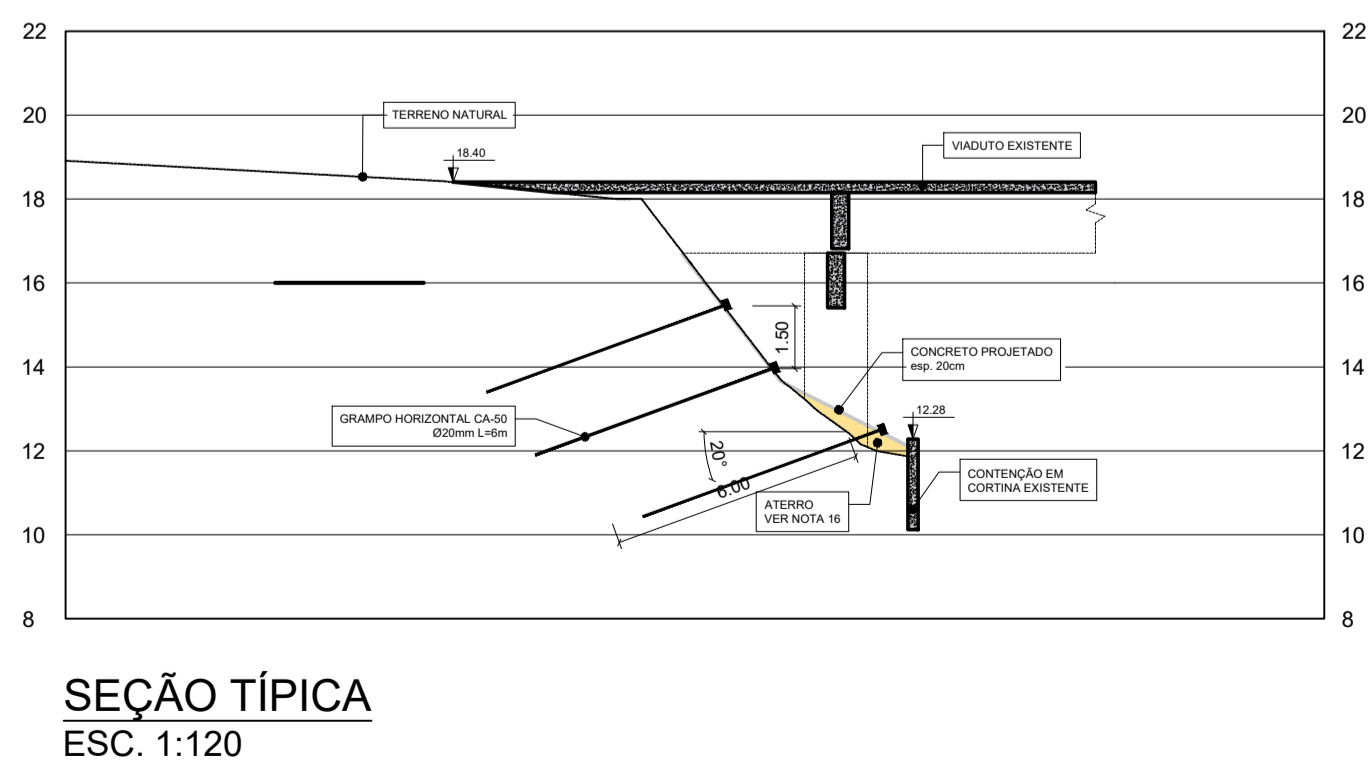 22
22
20
20
TERRENO NATURAL
VIADUTO EXISTENTE
18.40
18
18
16
16
1.50
14
14
CONCRETO PROJETADO
esp. 20cm
GRAMPO HORIZONTAL CA-50
Ø20mm L=6m
12.28
12
12
20°
6.00
CONTENÇÃO EM
CORTINA EXISTENTE
ATERRO
VER NOTA 16
10
10
8
8
SEÇÃO TÍPICA
ESC. 1:120